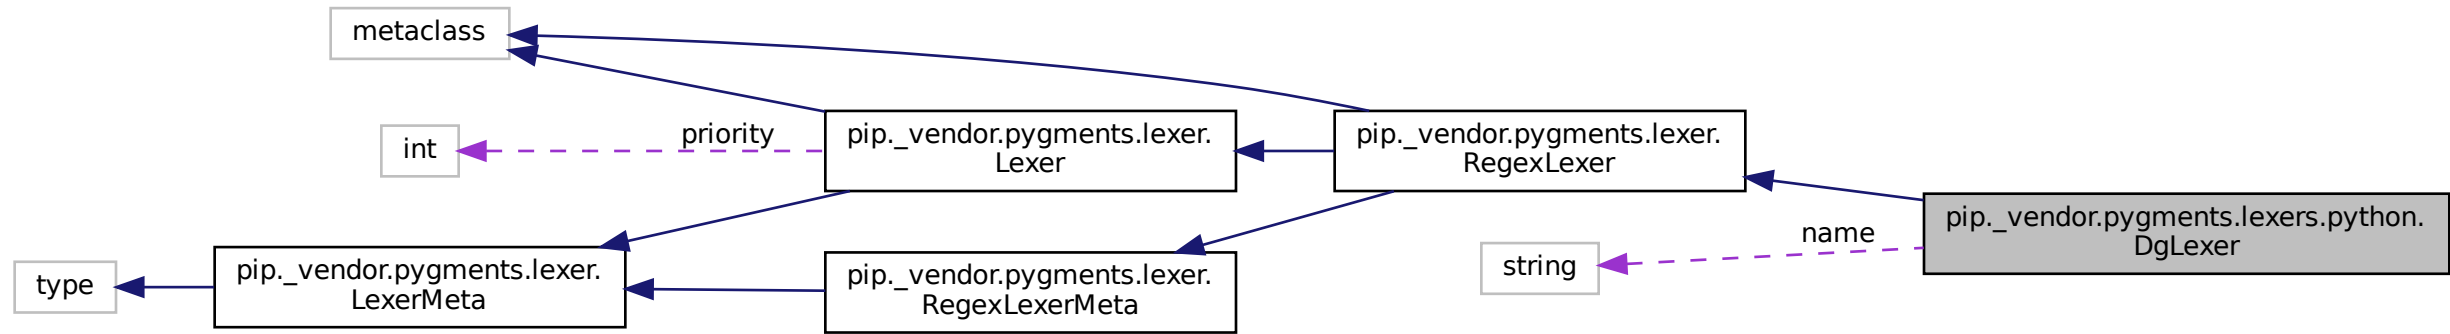 metaclass
int
priority
pip._vendor.pygments.lexer.
Lexer
pip._vendor.pygments.lexer.
RegexLexer
type
pip._vendor.pygments.lexer.
LexerMeta
pip._vendor.pygments.lexer.
RegexLexerMeta
string
name
pip._vendor.pygments.lexers.python.
DgLexer